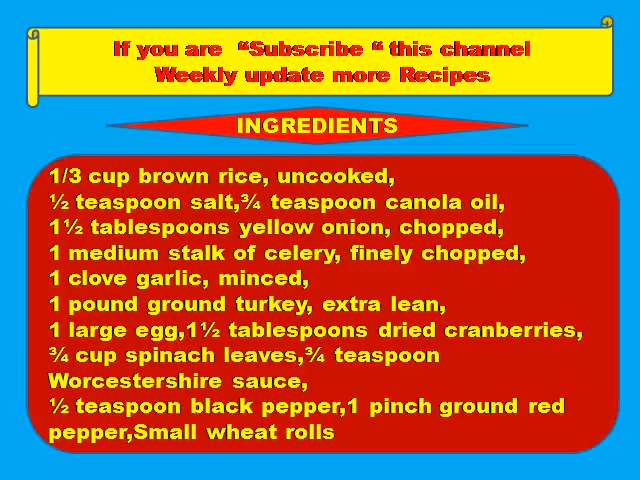 If you are  “Subscribe “ this channel
Weekly update more Recipes
INGREDIENTS
1/3 cup brown rice, uncooked,
½ teaspoon salt,¾ teaspoon canola oil,
1½ tablespoons yellow onion, chopped,
1 medium stalk of celery, finely chopped,
1 clove garlic, minced,
1 pound ground turkey, extra lean,
1 large egg,1½ tablespoons dried cranberries,
¾ cup spinach leaves,¾ teaspoon
Worcestershire sauce,
½ teaspoon black pepper,1 pinch ground red
pepper,Small wheat rolls